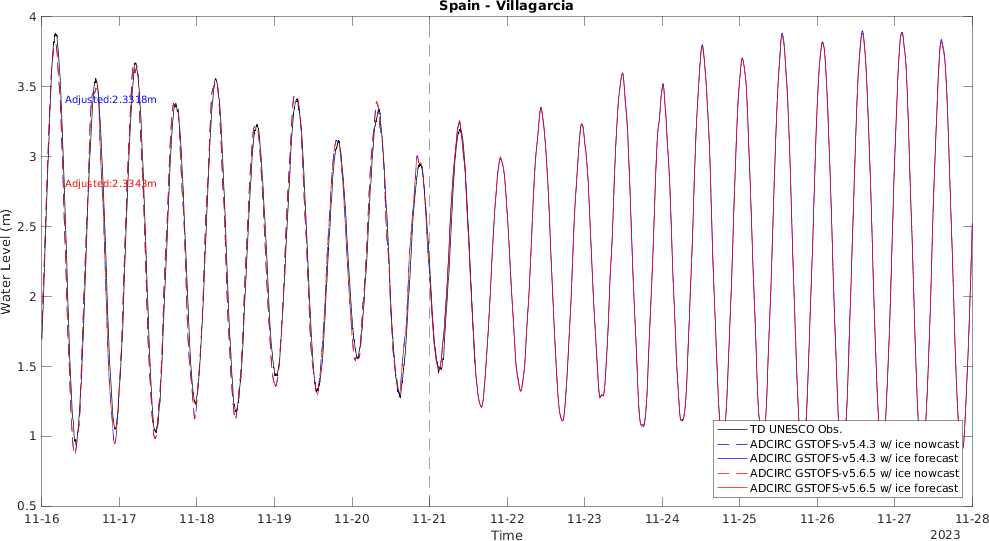 Spain - Villagarcia
4
3.5
3
2.5
2
1.5
1
0.5
Water Level (m)
Adjusted:2.3318m
Adjusted:2.3343m
TD UNESCO Obs.
ADCIRC GSTOFS-v5.4.3 w/ ice nowcast
ADCIRC GSTOFS-v5.4.3 w/ ice forecast
ADCIRC GSTOFS-v5.6.5 w/ ice nowcast
ADCIRC GSTOFS-v5.6.5 w/ ice forecast
11-16 11-17 11-18 11-19 11-20 11-21 11-22 11-23 11-24 11-25 11-26 11-27 11-28
Time
2023